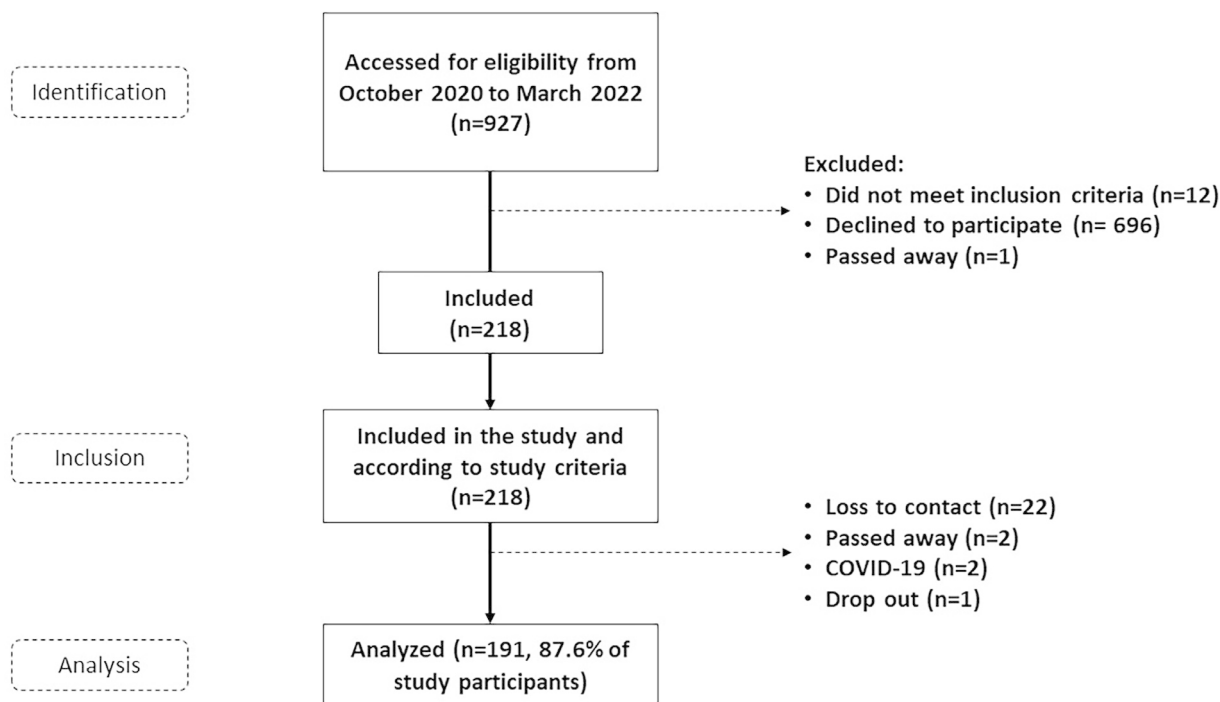 Identification
Accessed for eligibility from
October 2020 to March 2022
(n=927)
Excluded:
• Did not meet inclusion criteria (n=12)
• Declined to participate (n= 696)
• Passed away (n=1)
Included
(n=218)
Inclusion
Included in the study and
according to study criteria
(n=218)
• Loss to contact (n=22)
• Passed away (n=2)
• COVID-19 (n=2)
• Drop out (n=1)
Analysis
Analyzed (n=191, 87.6% of
study participants)